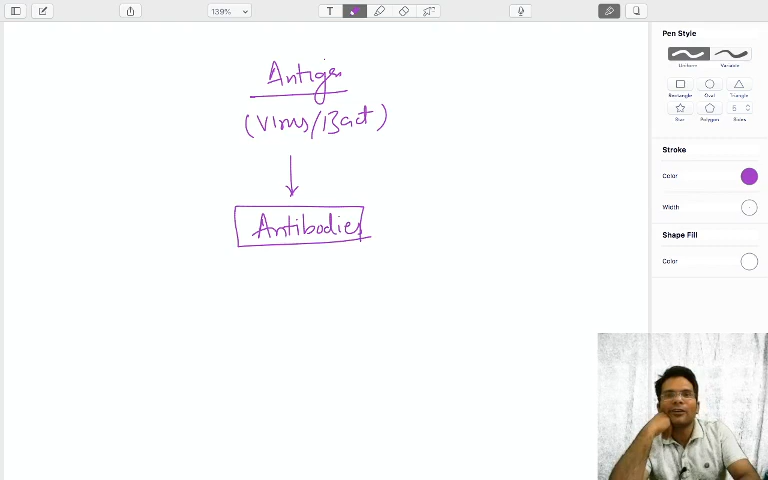 139%
T
Pen Style
Uniform Variable
Rectangle Oval Triangle
5
Star Polygon Sides
Stroke
Color
Width
Shape Fill
Color
Antigen
(Virus/Bact)
Antibodies